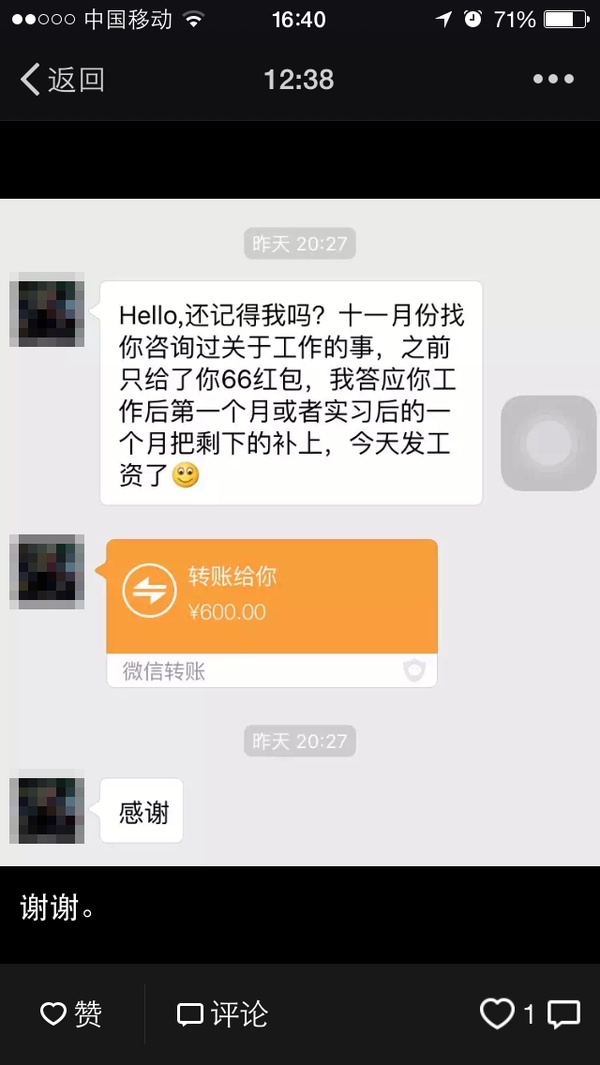 中国移动 16:40 71%
返回 12:38
昨天 20:27
Hello,还记得我吗？十一月份找
你咨询过关于工作的事，之前
只给了你66红包，我答应你工
作后第一个月或者实习后的一
个月把剩下的补上，今天发工
资了
转账给你
¥600.00
微信转账
昨天 20:27
感谢
谢谢。
赞 评论 1